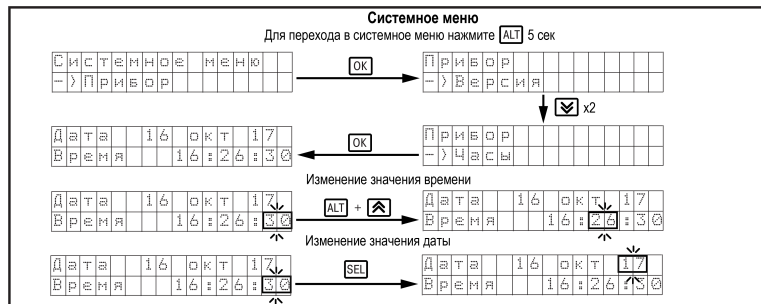 Системное меню
Для перехода в системное меню нажмите ALT 5 сек
Системное меню
->Прибор
OK
Прибор
->Версия
x2
Дата 16 окт 17
Время 16:26:30
OK
Прибор
->Часы
Изменение значения времени
Дата 16 окт 17
Время 16:26:30
ALT +
Дата 16 окт 17
Время 16:26:30
Изменение значения даты
Дата 16 окт 17
Время 16:26:30
SEL
Дата 16 окт 17
Время 16:26:30